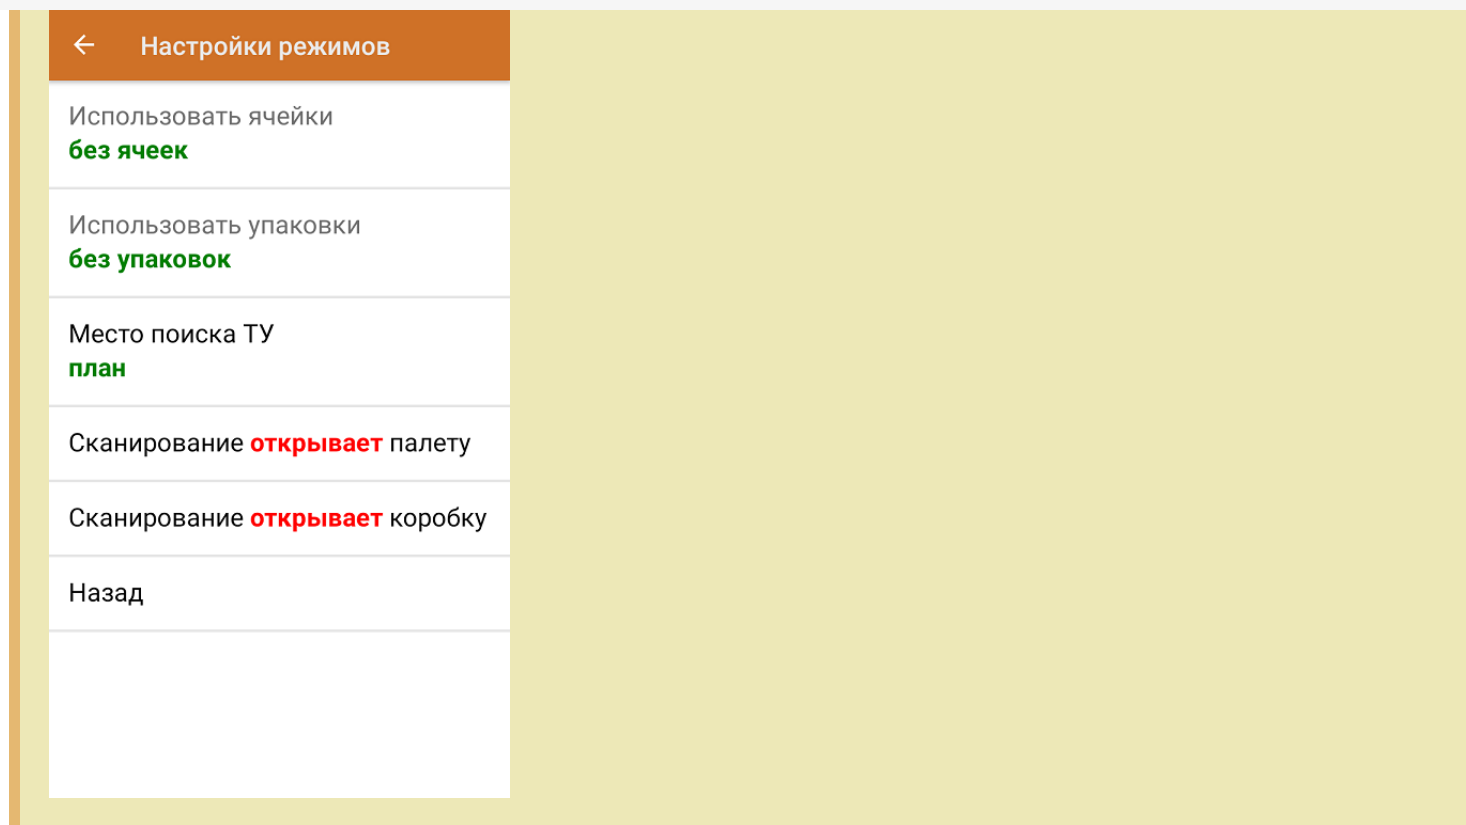 Настройки режимов
Использовать ячейки
без ячеек
Использовать упаковки
без упаковок
Место поиска ТУ
план
Сканирование открывает палету
Сканирование открывает коробку
Назад